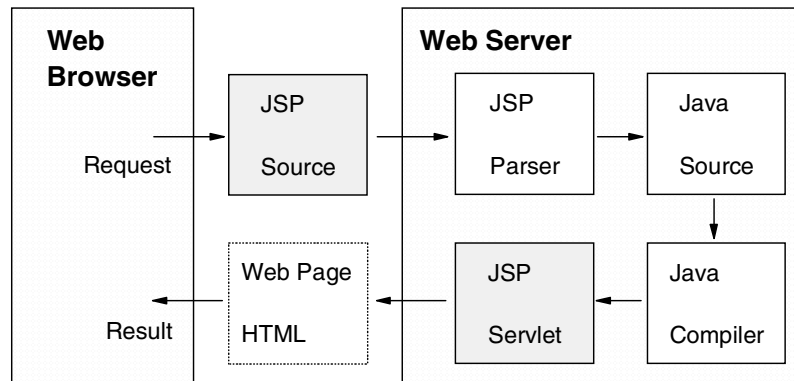 Web
Browser
Web Server
JSP
Source
JSP
Parser
Java
Source
Request
Web Page
HTML
JSP
Servlet
Java
Compiler
Result